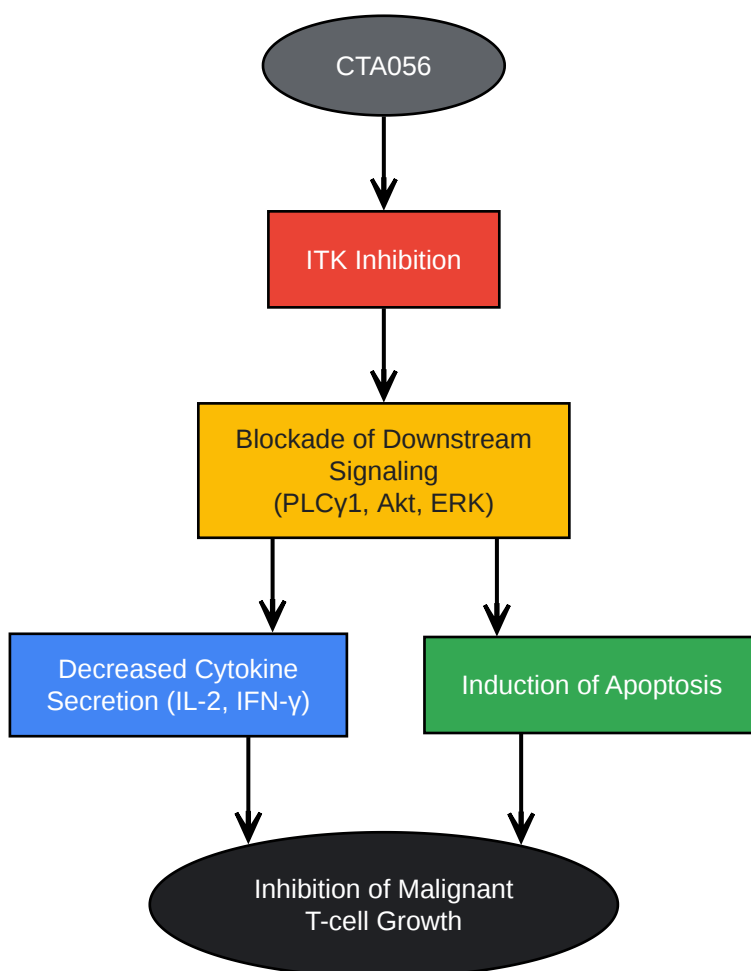 CTA056
ITK Inhibition
Blockade of Downstream
Signaling
(PLCγ1, Akt, ERK)
Decreased Cytokine
Secretion (IL-2, IFN-γ)
Induction of Apoptosis
Inhibition of Malignant
T-cell Growth